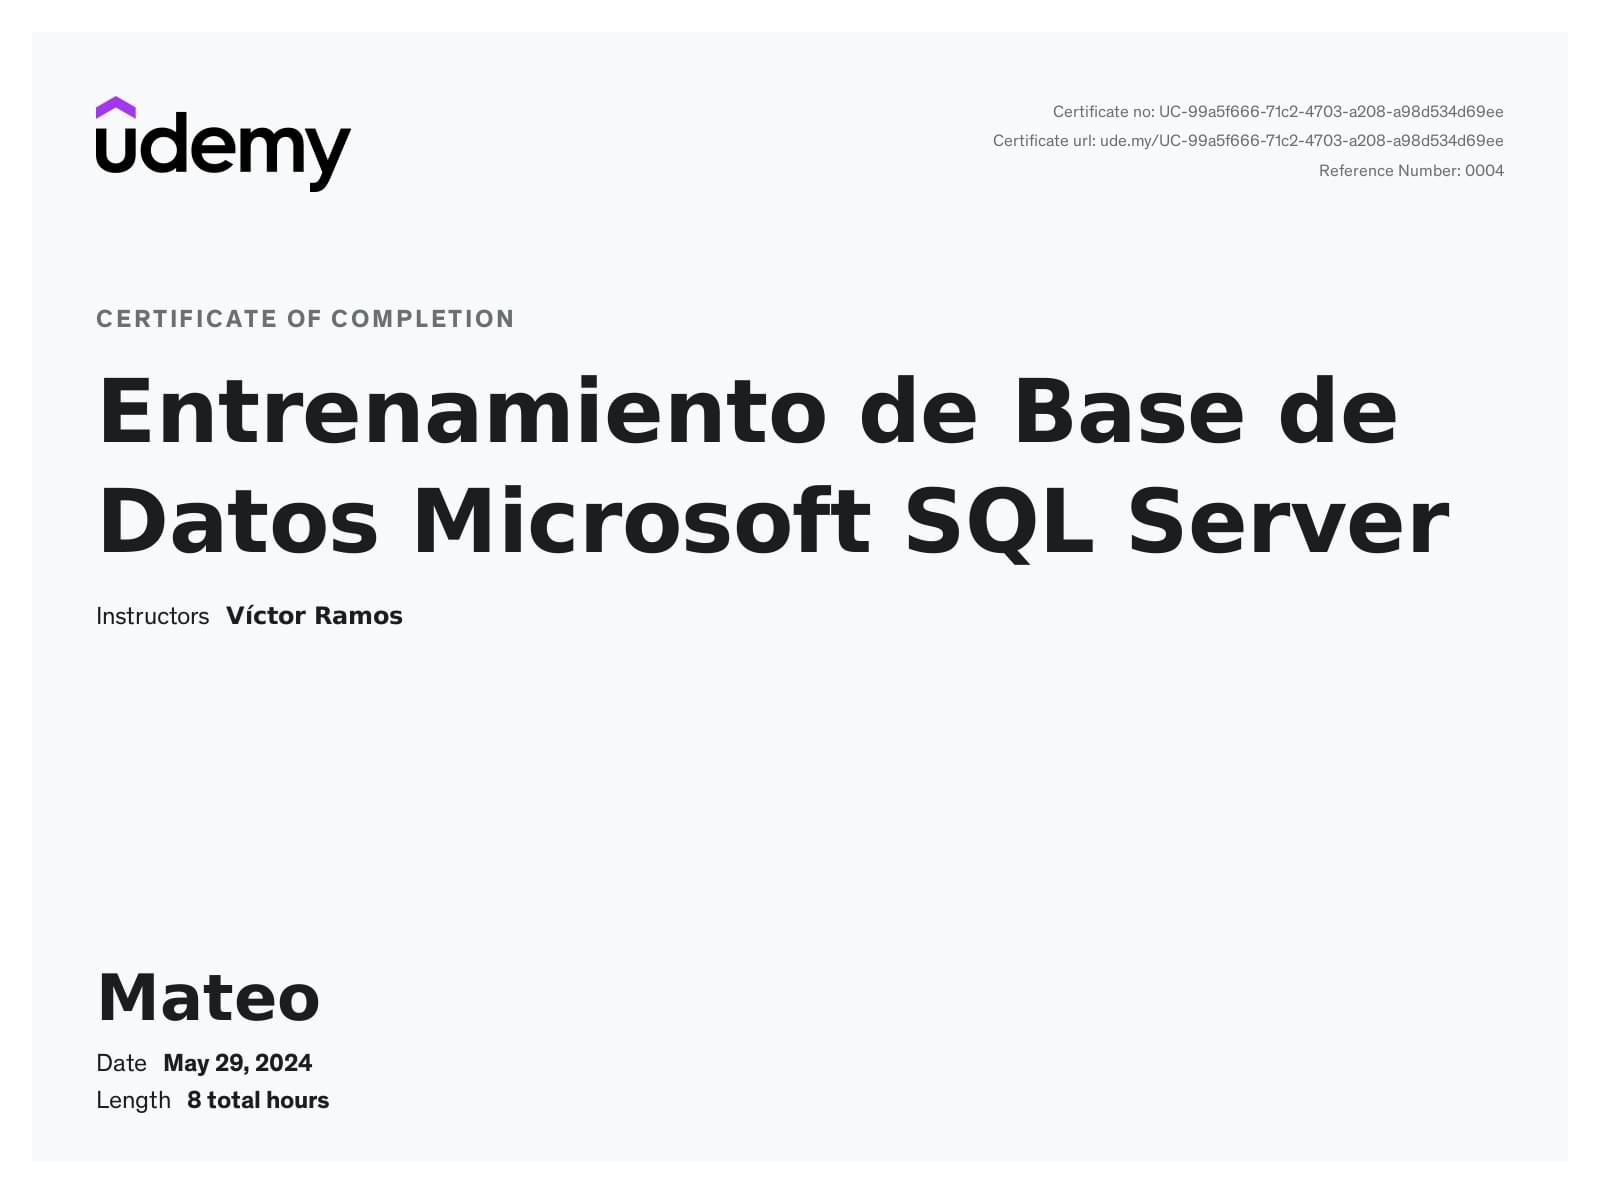 udemy
Certificate no: UC-99a5f666-71c2-4703-a208-a98d534d69ee
Certificate url: ude.my/UC-99a5f666-71c2-4703-a208-a98d534d69ee
Reference Number: 0004
CERTIFICATE OF COMPLETION
Entrenamiento de Base de
Datos Microsoft SQL Server
Instructors Víctor Ramos
Mateo
Date May 29, 2024
Length 8 total hours